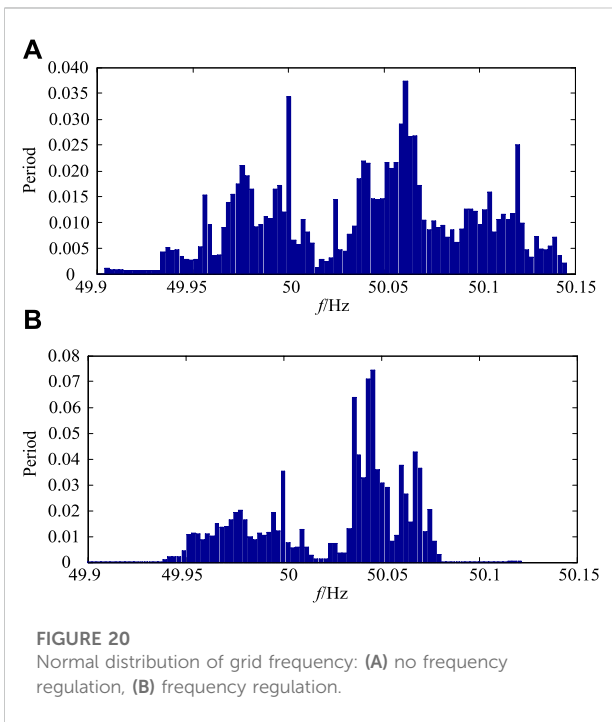 A
0.040
0.035
0.030
0.025
0.020
0.015
0.010
0.005
0
Period
49.9 49.95 50 50.05 50.1 50.15
f/Hz
B
0.08
0.07
0.06
0.05
0.04
0.03
0.02
0.01
0
Period
49.9 49.95 50 50.05 50.1 50.15
f/Hz
FIGURE 20
Normal distribution of grid frequency: (A) no frequency
regulation, (B) frequency regulation.